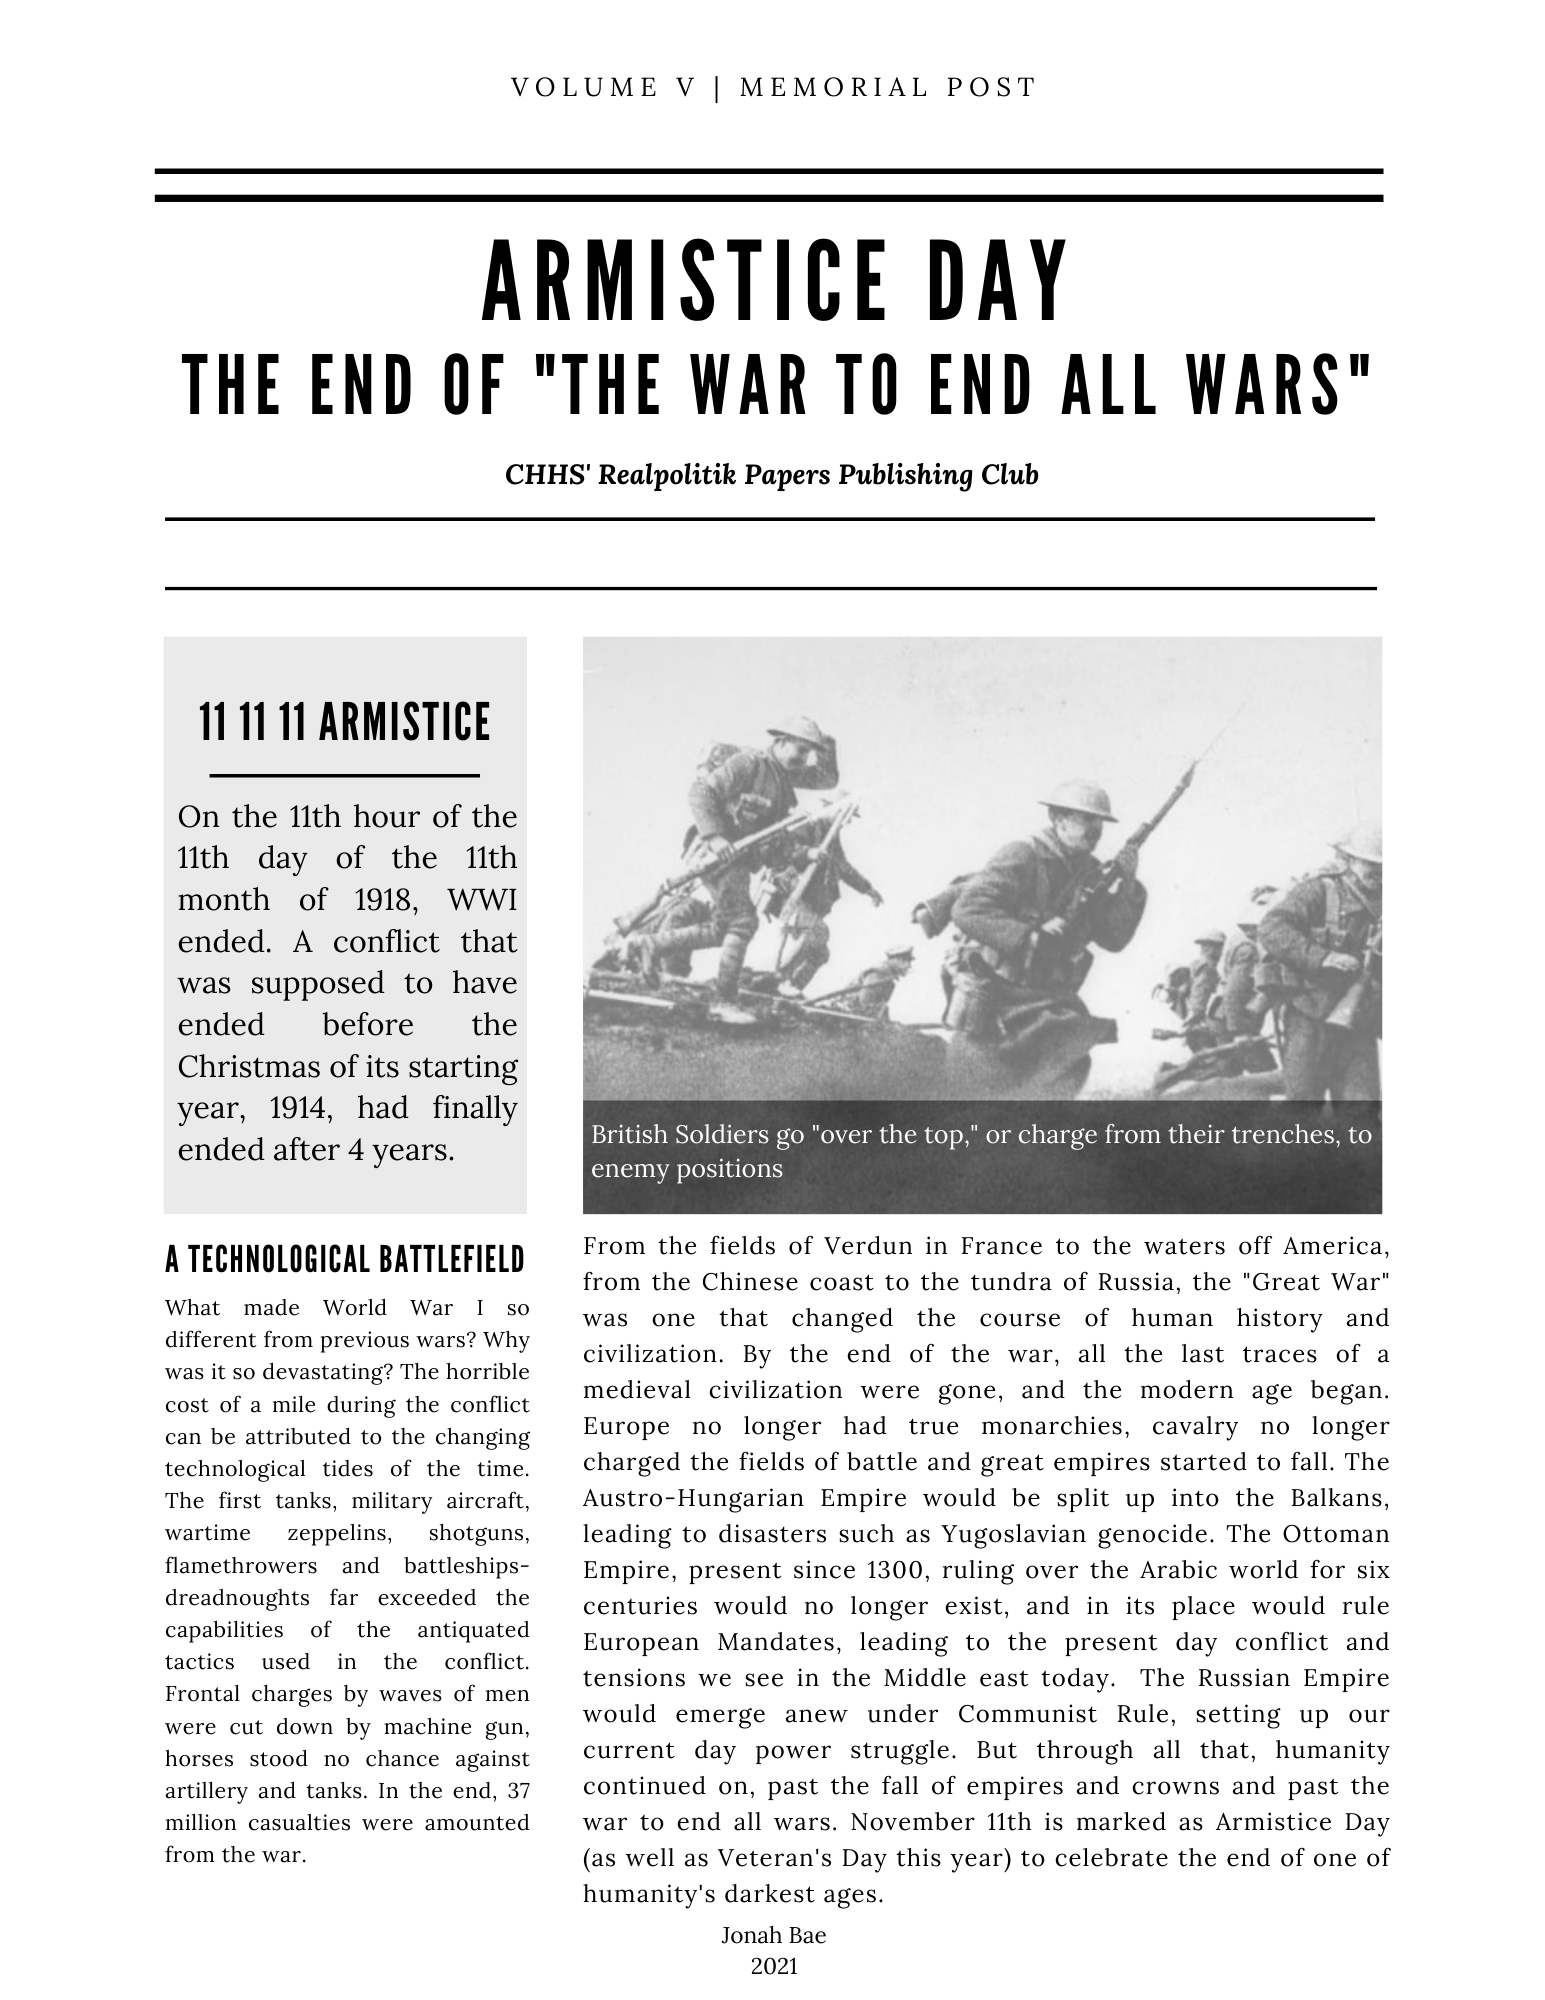 VOLUME V | MEMORIAL POST
ARMISTICE DAY
THE END OF "THE WAR TO END ALL WARS"
CHHS' Realpolitik Papers Publishing Club
11 11 11 ARMISTICE
On the 11th hour of the
11th day of the 11th
month of 1918, WWI
ended. A conflict that
was supposed to have
ended before the
Christmas of its starting
year, 1914, had finally
ended after 4 years.
British Soldiers go "over the top," or charge from their trenches, to
enemy positions
A TECHNOLOGICAL BATTLEFIELD
What made World War I so
different from previous wars? Why
was it so devastating? The horrible
cost of a mile during the conflict
can be attributed to the changing
technological tides of the time.
The first tanks, military aircraft,
wartime zeppelins, shotguns,
flamethrowers and battleships-
dreadnoughts far exceeded the
capabilities of the antiquated
tactics used in the conflict.
Frontal charges by waves of men
were cut down by machine gun,
horses stood no chance against
artillery and tanks. In the end, 37
million casualties were amounted
from the war.
From the fields of Verdun in France to the waters off America,
from the Chinese coast to the tundra of Russia, the "Great War"
was one that changed the course of human history and
civilization. By the end of the war, all the last traces of a
medieval civilization were gone, and the modern age began.
Europe no longer had true monarchies, cavalry no longer
charged the fields of battle and great empires started to fall. The
Austro-Hungarian Empire would be split up into the Balkans,
leading to disasters such as Yugoslavian genocide. The Ottoman
Empire, present since 1300, ruling over the Arabic world for six
centuries would no longer exist, and in its place would rule
European Mandates, leading to the present day conflict and
tensions we see in the Middle east today.  The Russian Empire
would emerge anew under Communist Rule, setting up our
current day power struggle. But through all that, humanity
continued on, past the fall of empires and crowns and past the
war to end all wars. November 11th is marked as Armistice Day
(as well as Veteran's Day this year) to celebrate the end of one of
humanity's darkest ages.
Jonah Bae
2021